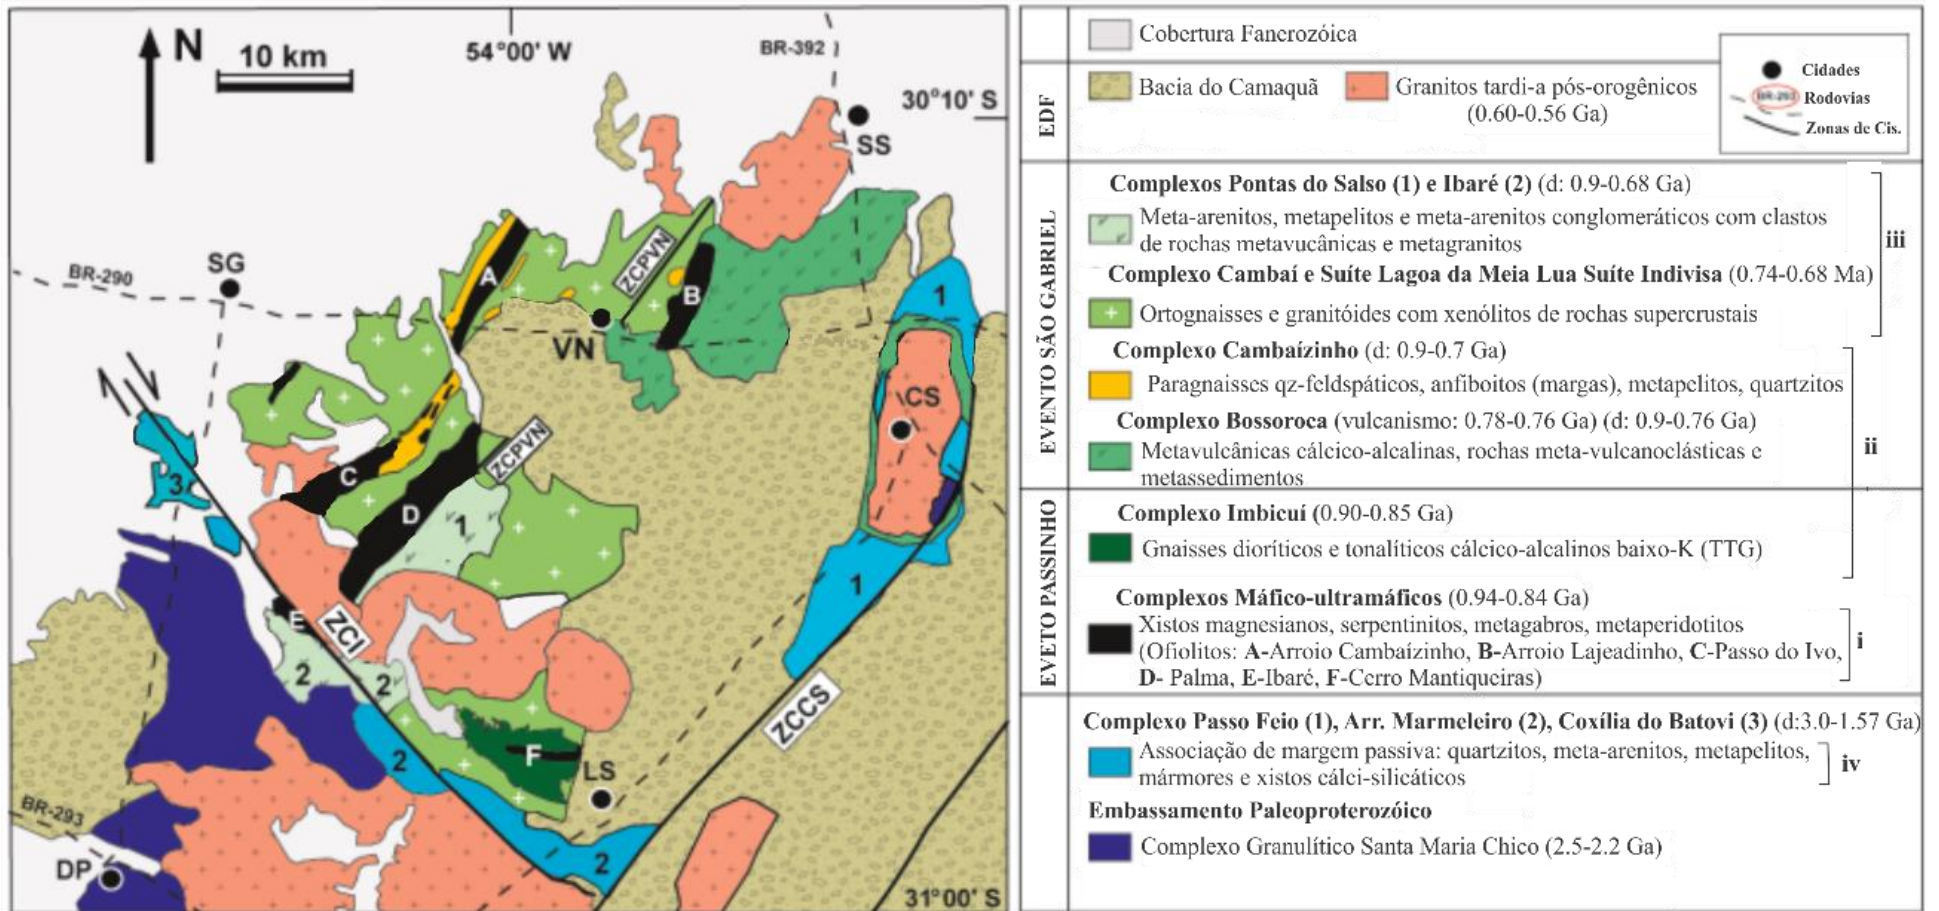 N
10 km
54°00' W
BR-392
30°10' S
SS
SG
BR-290
A
ZCPVN
B
VN
1
CS
3
C
ZCPVN
D
1
1
E
ZCI
2
2
ZCCS
2
F
LS
BR-293
DP
2
31°00' S
Cobertura Fanerozóica
EDF
Bacia do Camaquã
Granitos tardi-a pós-orogênicos
(0.60-0.56 Ga)
Cidades
BR-293 Rodovias
Zonas de Cis.
EVENTO SÃO GABRIEL
Complexos Pontas do Salso (1) e Ibaré (2) (d: 0.9-0.68 Ga)
Meta-arenitos, metapelitos e meta-arenitos conglomeráticos com clastos
de rochas metavucânicas e metagranitos
iii
Complexo Cambaí e Suíte Lagoa da Meia Lua Suíte Indivisa (0.74-0.68 Ma)
Ortognaisses e granitóides com xenólitos de rochas supercrustais
Complexo Cambaízinho (d: 0.9-0.7 Ga)
Paragnaisses qz-feldspáticos, anfiboitos (margas), metapelitos, quartzitos
Complexo Bossoroca (vulcanismo: 0.78-0.76 Ga) (d: 0.9-0.76 Ga)
ii
Metavulcânicas cálcico-alcalinas, rochas meta-vulcanoclásticas e
metassedimentos
EVETO PASSINHO
Complexo Imbicuí (0.90-0.85 Ga)
Gnaisses dioríticos e tonalíticos cálcico-alcalinos baixo-K (TTG)
Complexos Máfico-ultramáficos (0.94-0.84 Ga)
Xistos magnesianos, serpentinitos, metagabros, metaperidotitos
(Ofiolitos: A-Arroio Cambaízinho, B-Arroio Lajeadinho, C-Passo do Ivo,
D- Palma, E-Ibaré, F-Cerro Mantiqueiras)
i
Complexo Passo Feio (1), Arr. Marmeleiro (2), Coxília do Batovi (3) (d:3.0-1.57 Ga)
Associação de margem passiva: quartzitos, meta-arenitos, metapelitos,
mármores e xistos cálci-silicáticos
iv
Embassamento Paleoproterozóico
Complexo Granulítico Santa Maria Chico (2.5-2.2 Ga)